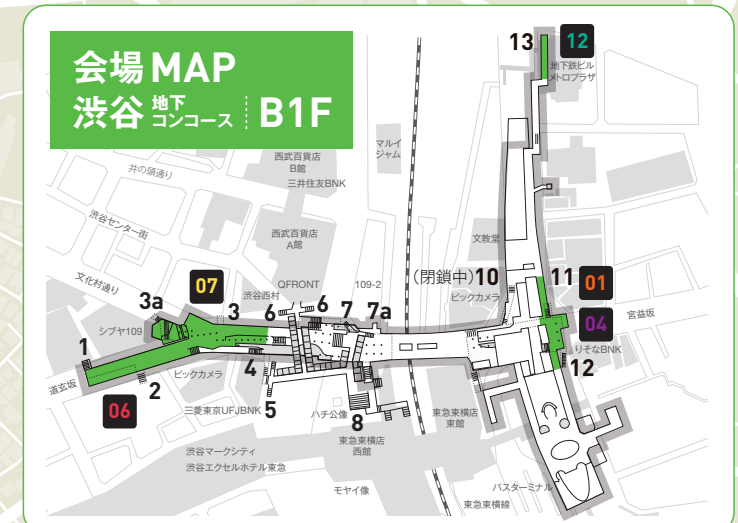 会場 MAP
渋谷 地下コンコース B1F
13
12
地下鉄ビル
メトロプラザ
マルイ
ジャム
西武百貨店
B館
三井住友BNK
井の頭通り
渋谷センター街
西武百貨店
A館
文教堂
文化村通り
QFRONT
109-2
(閉鎖中)10
11
01
07
渋谷西村
ビックカメラ
3a
3
6
6
7
7a
宮益坂
04
シブヤ109
りそなBNK
1
12
道玄坂
2
ビックカメラ
4
06
三菱東京UFJBNK
5
ハチ公像
8
東急東横店
西館
東急東横店
東館
渋谷マークシティ
渋谷エクセルホテル東急
モヤイ像
バスターミナル
東急東横線